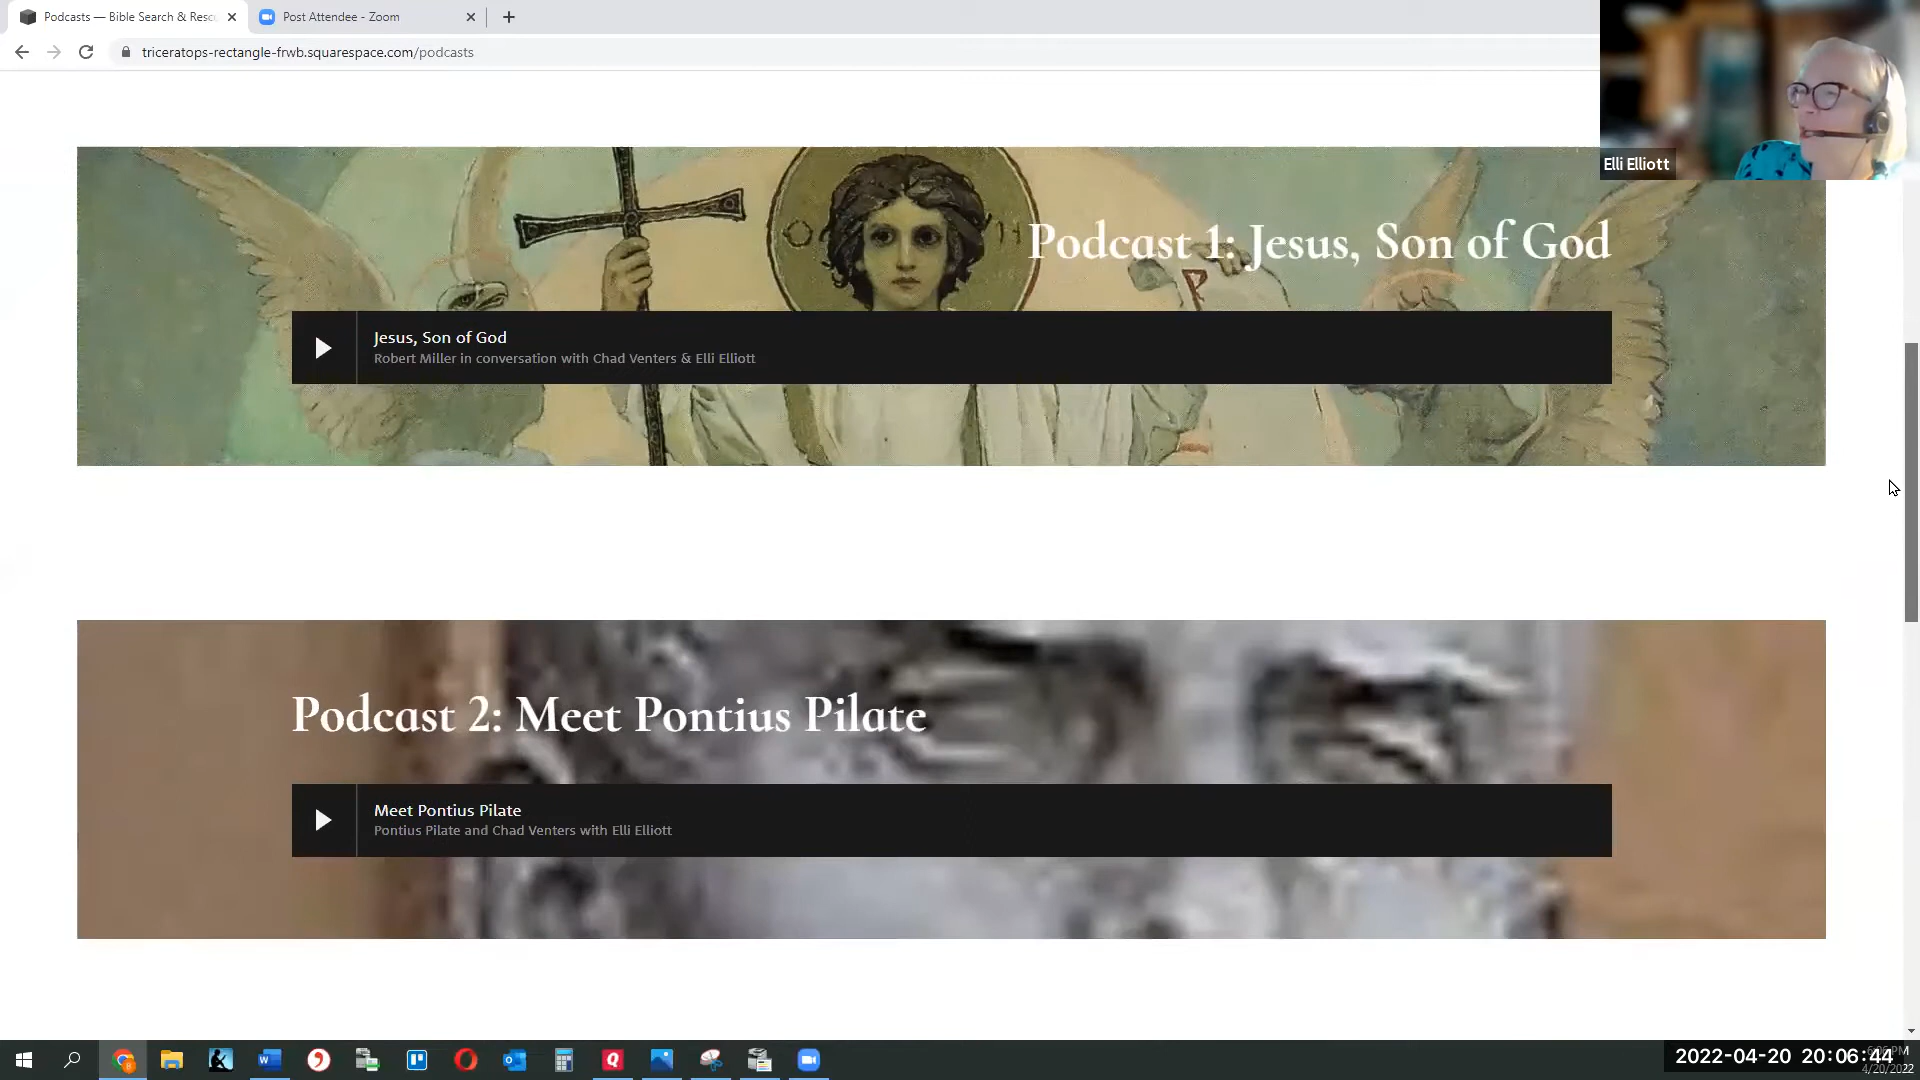 Podcasts — Bible Search & Resc
Post Attendee - Zoom
triceratops-rectangle-frwb.squarespace.com/podcasts
Elli Elliott
Podcast 1: Jesus, Son of God
Jesus, Son of God
Robert Miller in conversation with Chad Venters & Elli Elliott
Podcast 2: Meet Pontius Pilate
Meet Pontius Pilate
Pontius Pilate and Chad Venters with Elli Elliott
2022-04-20 20:06:44
4/20/2022